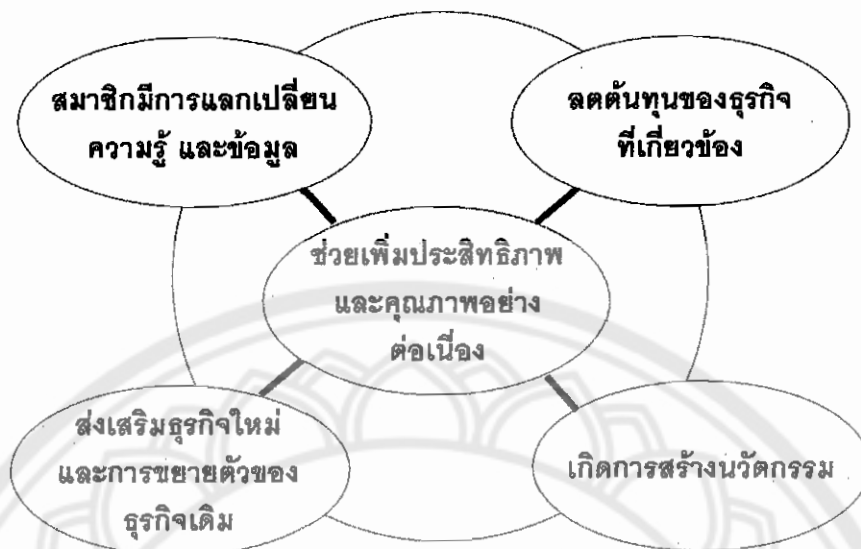 สมาชิกมีการแลกเปลี่ยน
ความรู้ และข้อมูล
ลดต้นทุนของธุรกิจ
ที่เกี่ยวข้อง
ช่วยเพิ่มประสิทธิภาพ
และคุณภาพอย่าง
ต่อเนื่อง
ส่งเสริมธุรกิจใหม่
และการขยายตัวของ
ธุรกิจเดิม
เกิดการสร้างนวัตกรรม